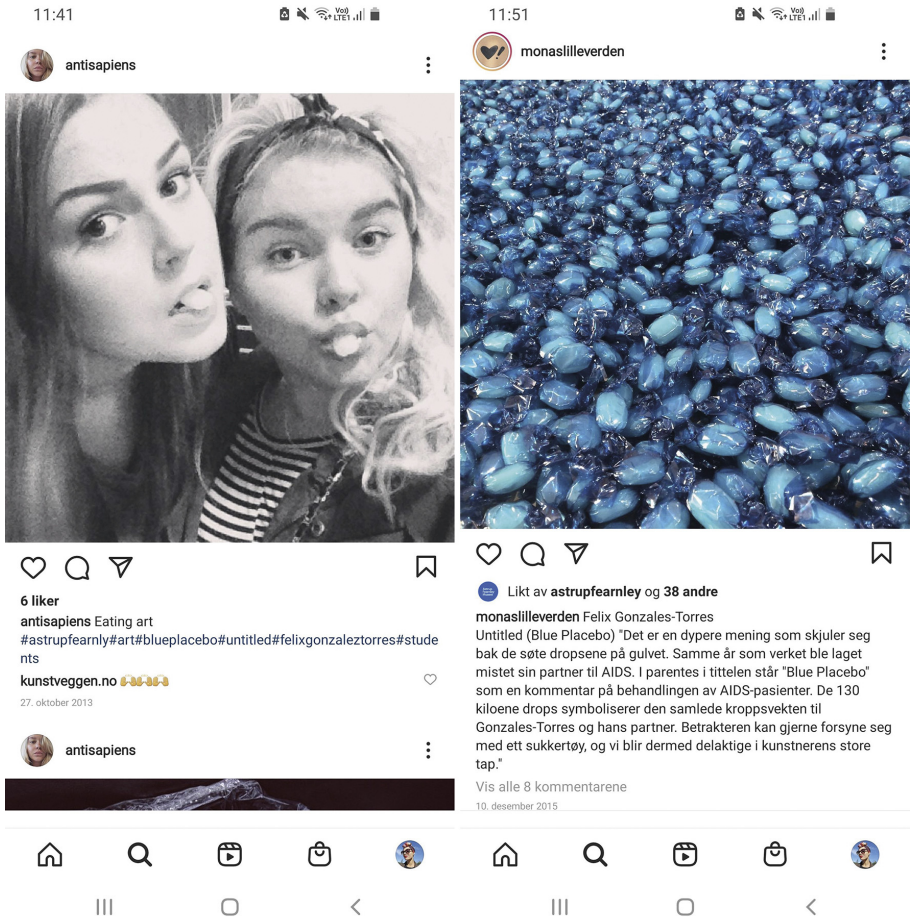 11:41
Vo))
LTE1
antisapiens
6 liker
antisapiens Eating art
#astrupfearnly#art#blueplacebo#untitled#felixgonzaleztorres#stude
nts
kunstveggen.no 🙌🙌🙌
27. oktober 2013
antisapiens
11:51
Vo))
LTE1
monaslilleverden
Likt av astrupfearnley og 38 andre
monaslilleverden Felix Gonzales-Torres
Untitled (Blue Placebo) "Det er en dypere mening som skjuler seg
bak de søte dropsene på gulvet. Samme år som verket ble laget
mistet sin partner til AIDS. I parentes i tittelen står "Blue Placebo"
som en kommentar på behandlingen av AIDS-pasienter. De 130
kiloene drops symboliserer den samlede kroppsvekten til
Gonzales-Torres og hans partner. Betrakteren kan gjerne forsyne seg
med ett sukkertøy, og vi blir dermed delaktige i kunstnerens store
tap."
Vis alle 8 kommentarene
10. desember 2015